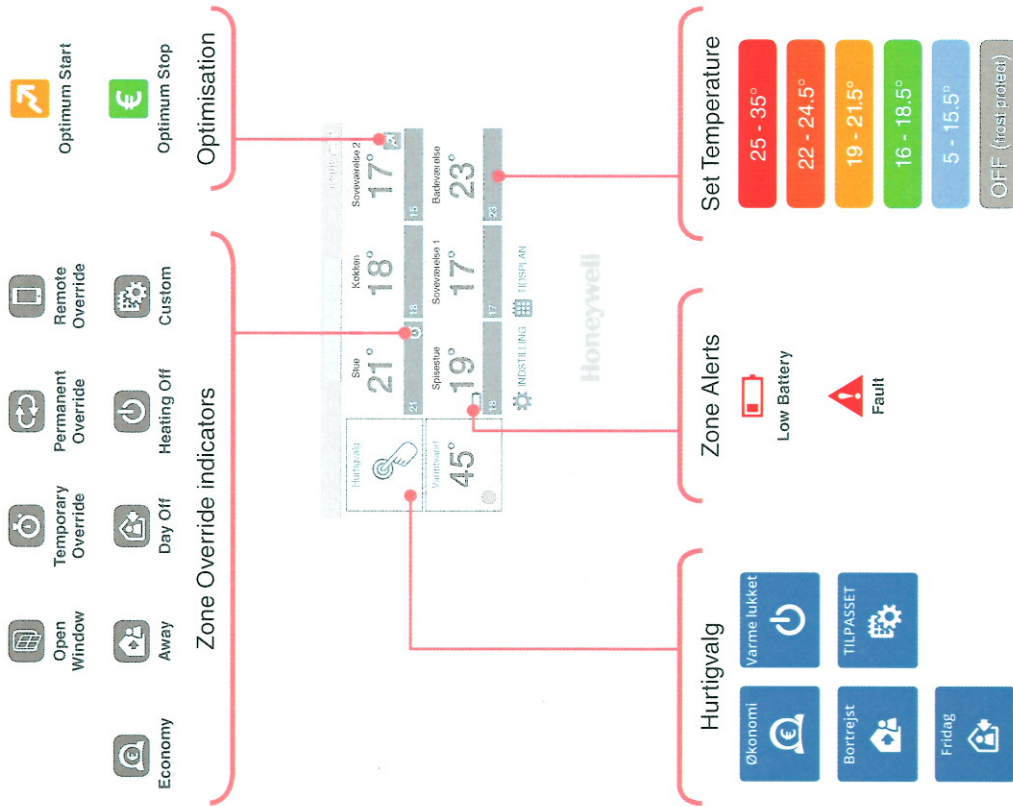 Open
Window
Temporary
Override
Permanent
Override
Remote
Override
Optimum Start
Economy
Away
Day Off
Heating Off
Custom
Optimum Stop
Zone Override indicators
Optimisation
Hurtigvalg
Stue
21°
21
Køkken
18°
18
Soveværelse 2
17°
15
Varmtvand
45°
Spisestue
19°
18
Soveværelse 1
17°
17
Badeværelse
23°
23
INDSTILLING
TIDSPLAN
Honeywell
Hurtigvalg
Zone Alerts
Set Temperature
Økonomi
Varme lukket
Bortrejst
TILPASSET
Fridag
Low Battery
Fault
25 - 35°
22 - 24.5°
19 - 21.5°
16 - 18.5°
5 - 15.5°
OFF (frost protect)